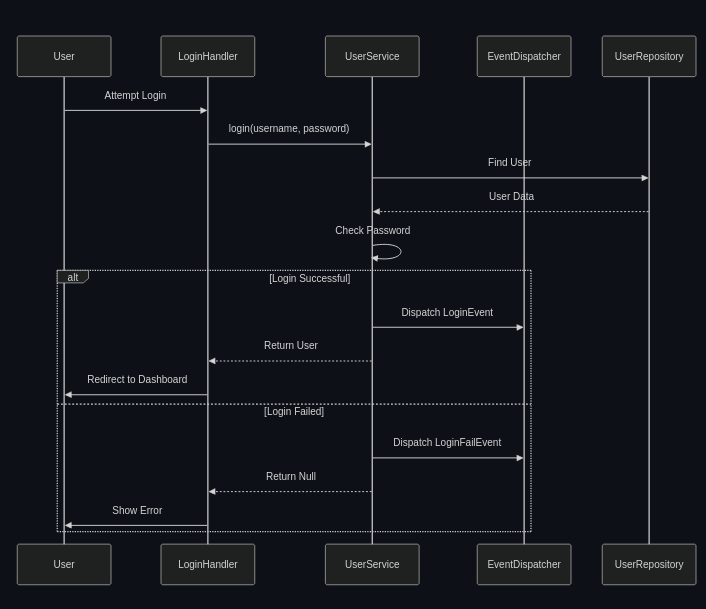 User
LoginHandler
UserService
EventDispatcher
UserRepository
Attempt Login
login(username, password)
Find User
User Data
Check Password
alt
[Login Successful]
Dispatch LoginEvent
Return User
Redirect to Dashboard
[Login Failed]
Dispatch LoginFailEvent
Return Null
Show Error
User
LoginHandler
UserService
EventDispatcher
UserRepository